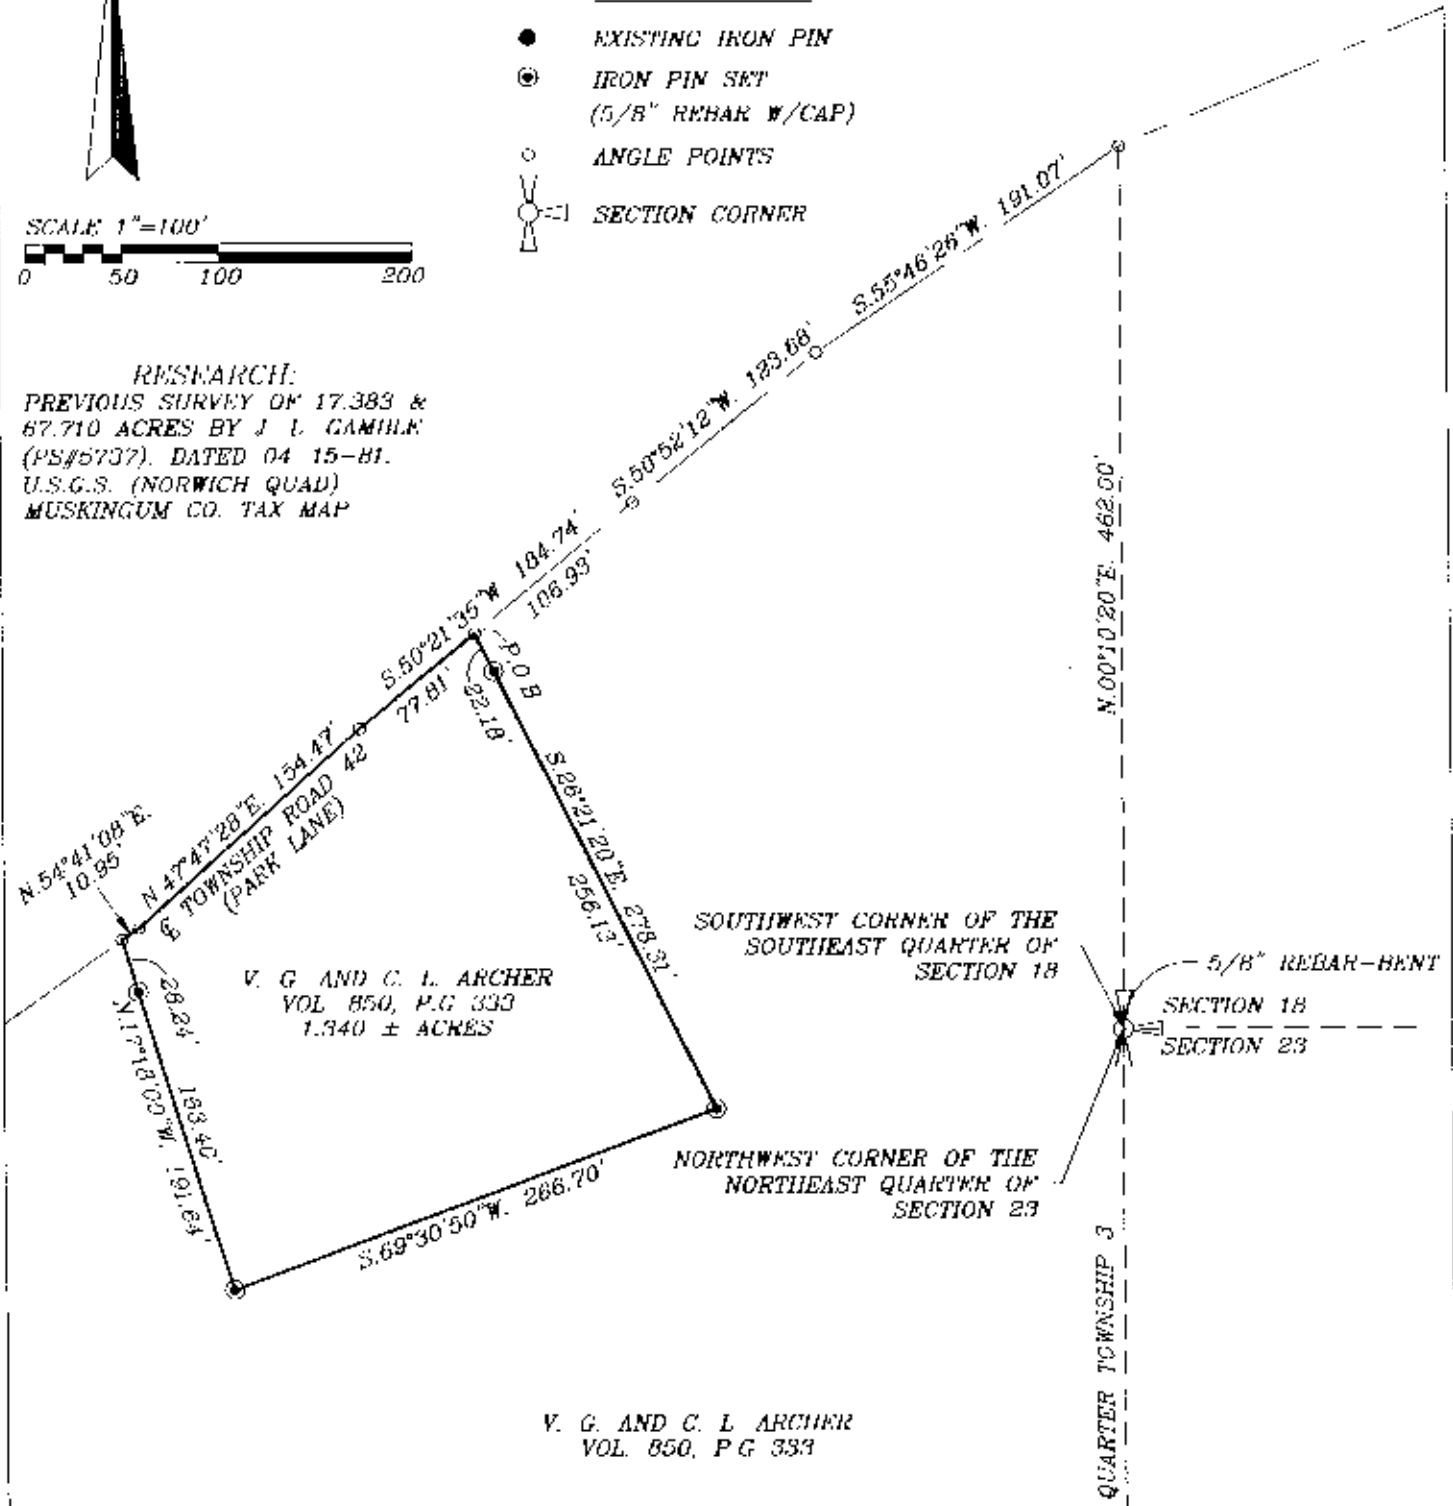 EXISTING IRON PIN
IRON PIN SET
(5/8" REBAR W/CAP)
ANGLE POINTS
SECTION CORNER
SCALE 1"=100'
0 50 100 200
RESEARCH:
PREVIOUS SURVEY OF 17.383 &
67.710 ACRES BY J L GAMBLE
(PS#6737). DATED 04 15-81.
U.S.G.S. (NORWICH QUAD)
MUSKINGUM CO. TAX MAP
S.55°46'26"W. 191.07'
S.50°52'12"W. 123.68'
S.50°21'35"W 184.74'
106.93'
77.81'
P.O B
22.18'
N.00°10'20"E. 462.00'
N 47°47'28"E. 154.47'
₵ TOWNSHIP ROAD 42
(PARK LANE)
N.54°41'08"E.
10.95'
S.26°21'20"E. 278.31'
256.13'
V. G AND C. L. ARCHER
VOL 850, P.G 333
1.340 ± ACRES
28.24'
163.40'
N.17°18'00"W. 191.64'
S.69°30'50"W. 266.70'
SOUTHWEST CORNER OF THE
SOUTHEAST QUARTER OF
SECTION 18
5/8" REBAR-BENT
SECTION 18
SECTION 23
NORTHWEST CORNER OF THE
NORTHEAST QUARTER OF
SECTION 23
QUARTER TOWNSHIP 3
V. G. AND C. L ARCHER
VOL. 850, P G 333